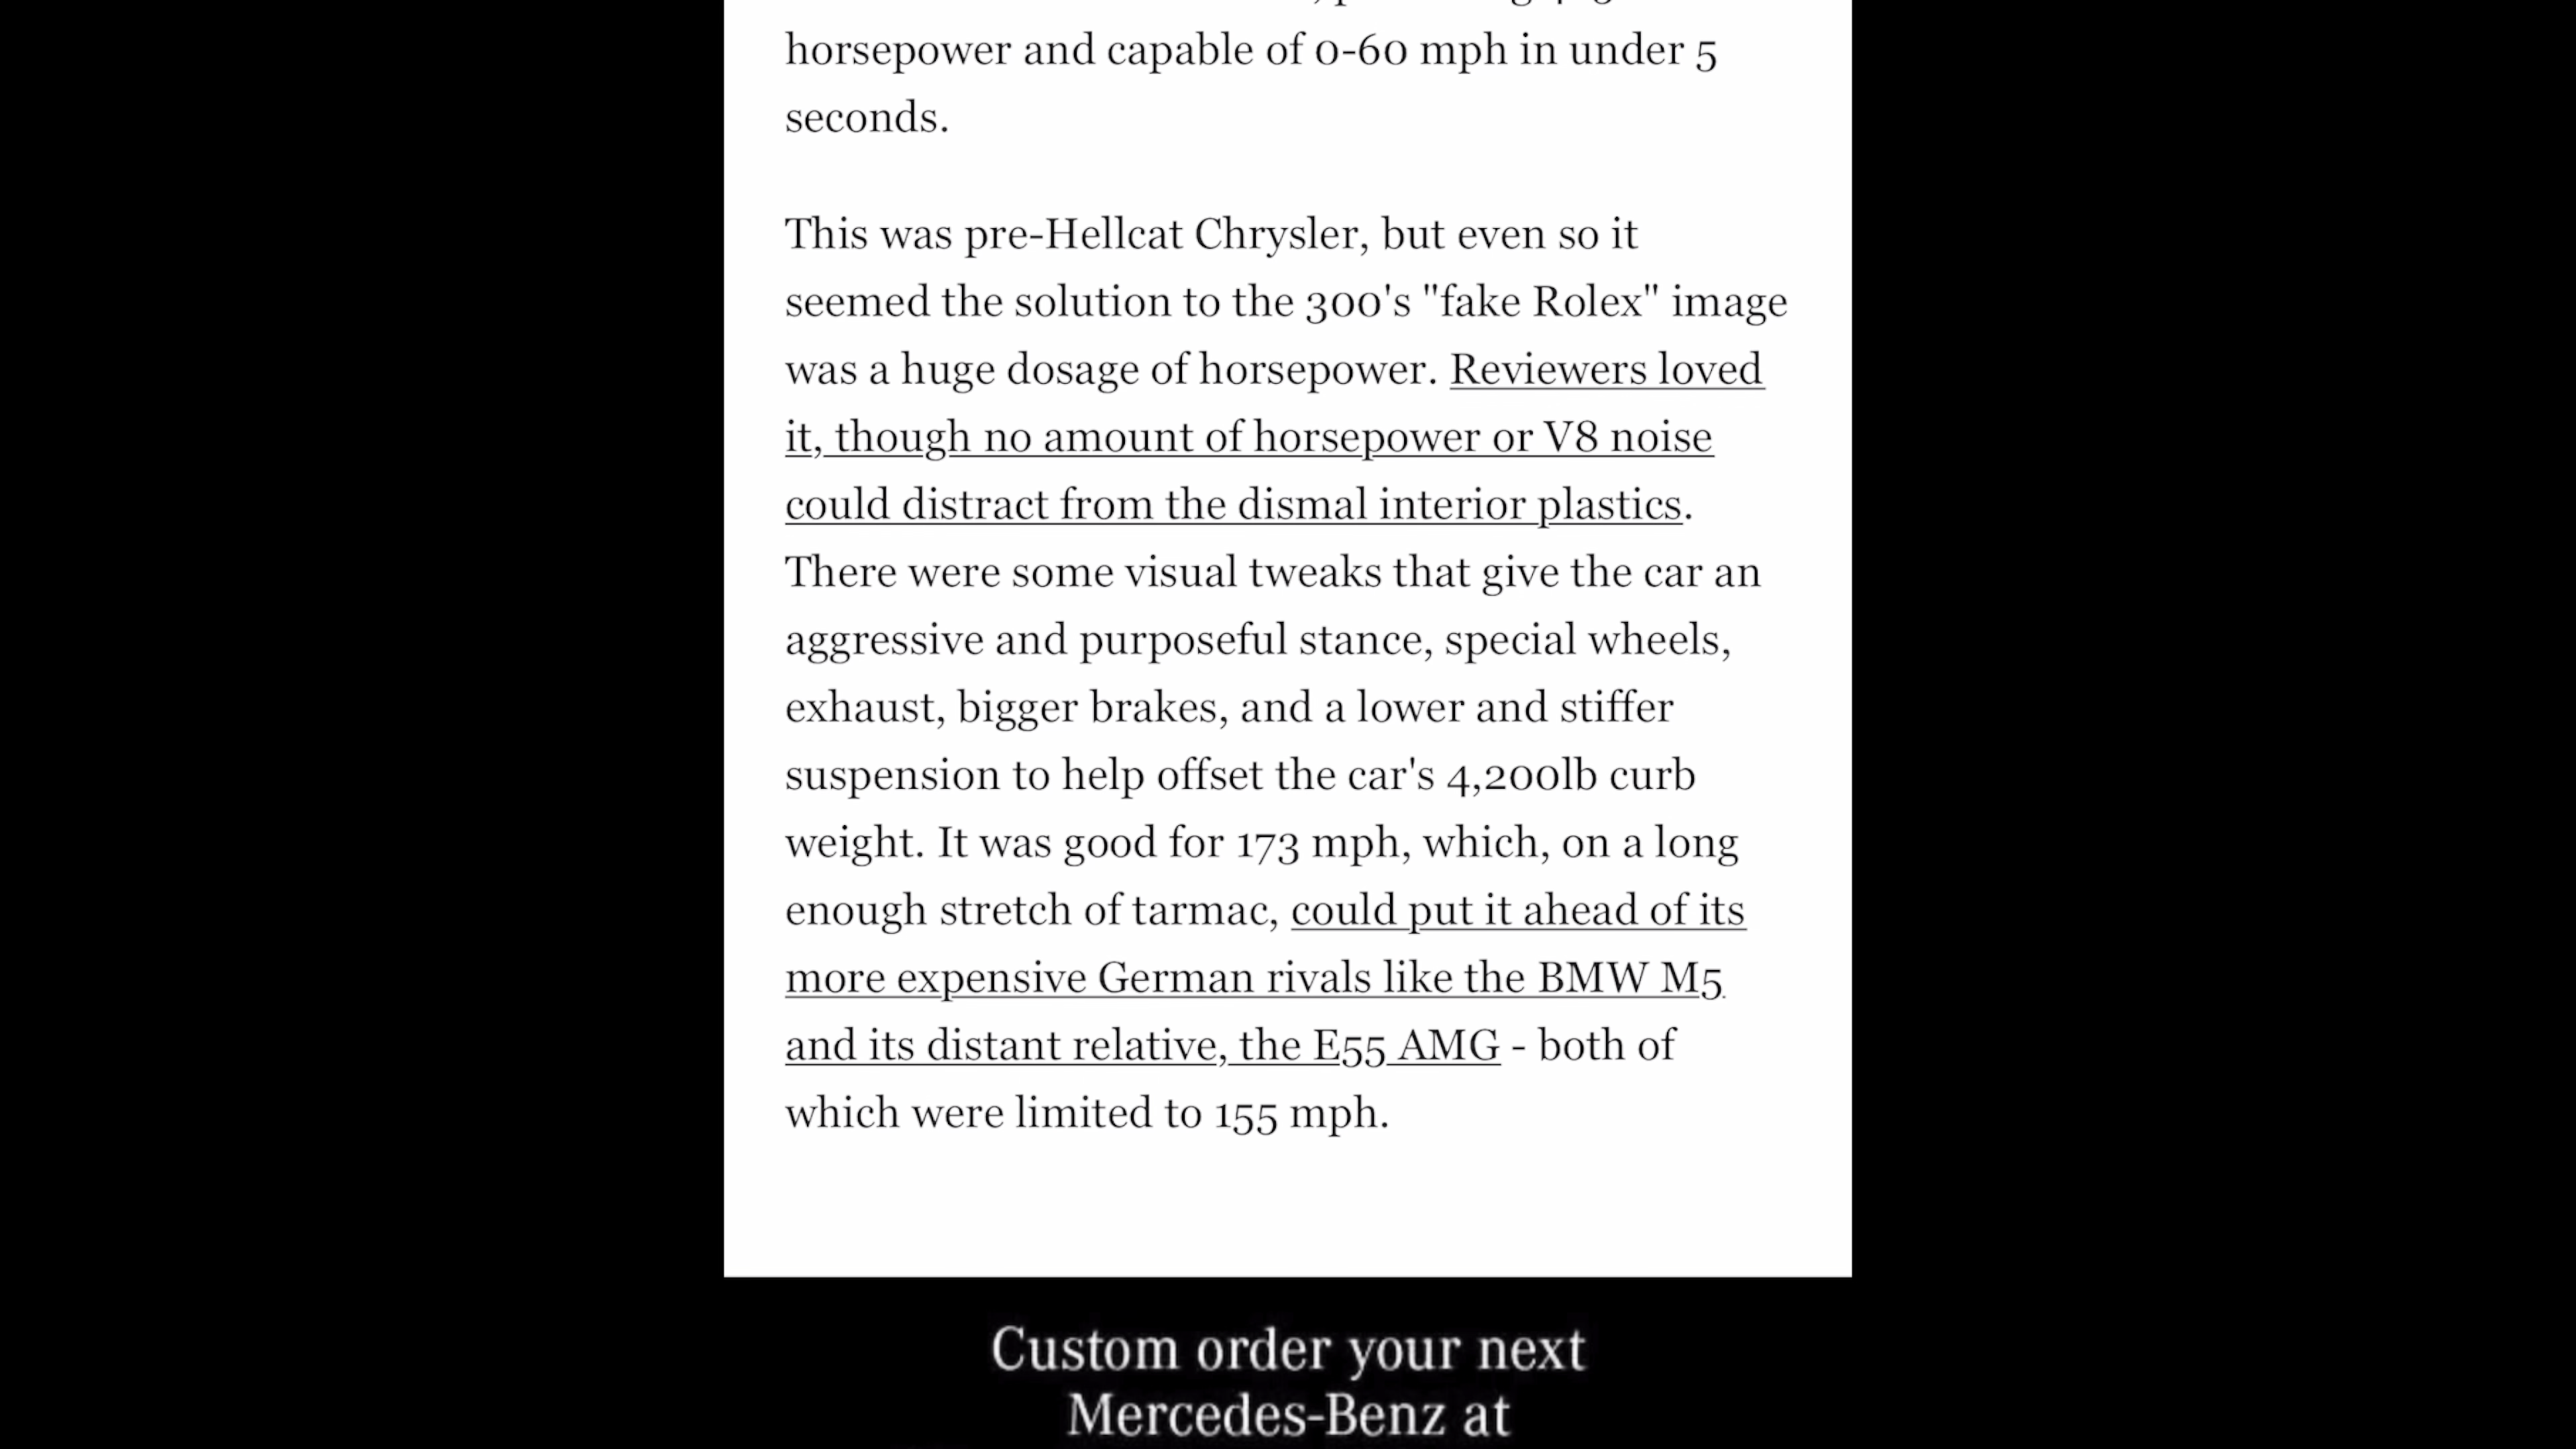 horsepower and capable of 0-60 mph in under 5
seconds.
This was pre-Hellcat Chrysler, but even so it
seemed the solution to the 300's "fake Rolex" image
was a huge dosage of horsepower. Reviewers loved
it, though no amount of horsepower or V8 noise
could distract from the dismal interior plastics.
There were some visual tweaks that give the car an
aggressive and purposeful stance, special wheels,
exhaust, bigger brakes, and a lower and stiffer
suspension to help offset the car's 4,200lb curb
weight. It was good for 173 mph, which, on a long
enough stretch of tarmac, could put it ahead of its
more expensive German rivals like the BMW M5
and its distant relative, the E55 AMG - both of
which were limited to 155 mph.
Custom order your next
Mercedes-Benz at